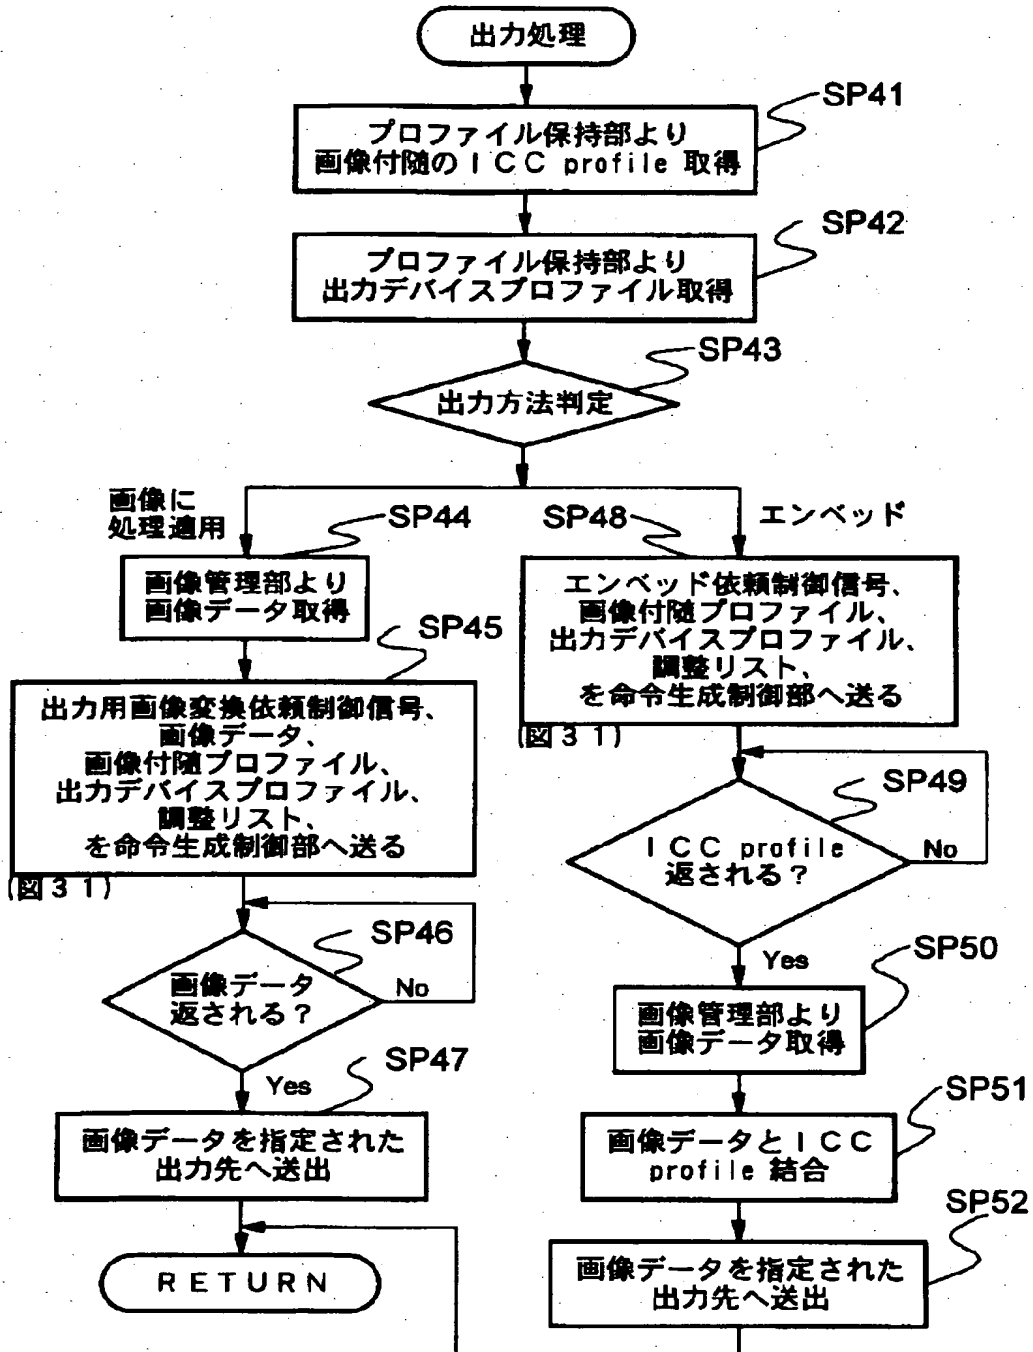 出力処理
SP41
プロファイル保持部より
画像付随のICC profile 取得
SP42
プロファイル保持部より
出力デバイスプロファイル取得
SP43
出力方法判定
画像に
処理適用
SP44
画像管理部より
画像データ取得
SP45
出力用画像変換依頼制御信号、
画像データ、
画像付随プロファイル、
出力デバイスプロファイル、
調整リスト、
を命令生成制御部へ送る
(図31)
SP46
画像データ
返される？
No
Yes
SP47
画像データを指定された
出力先へ送出
RETURN
エンベッド
SP48
エンベッド依頼制御信号、
画像付随プロファイル、
出力デバイスプロファイル、
調整リスト、
を命令生成制御部へ送る
(図31)
SP49
ICC profile
返される？
No
Yes
SP50
画像管理部より
画像データ取得
SP51
画像データとICC
profile 結合
SP52
画像データを指定された
出力先へ送出